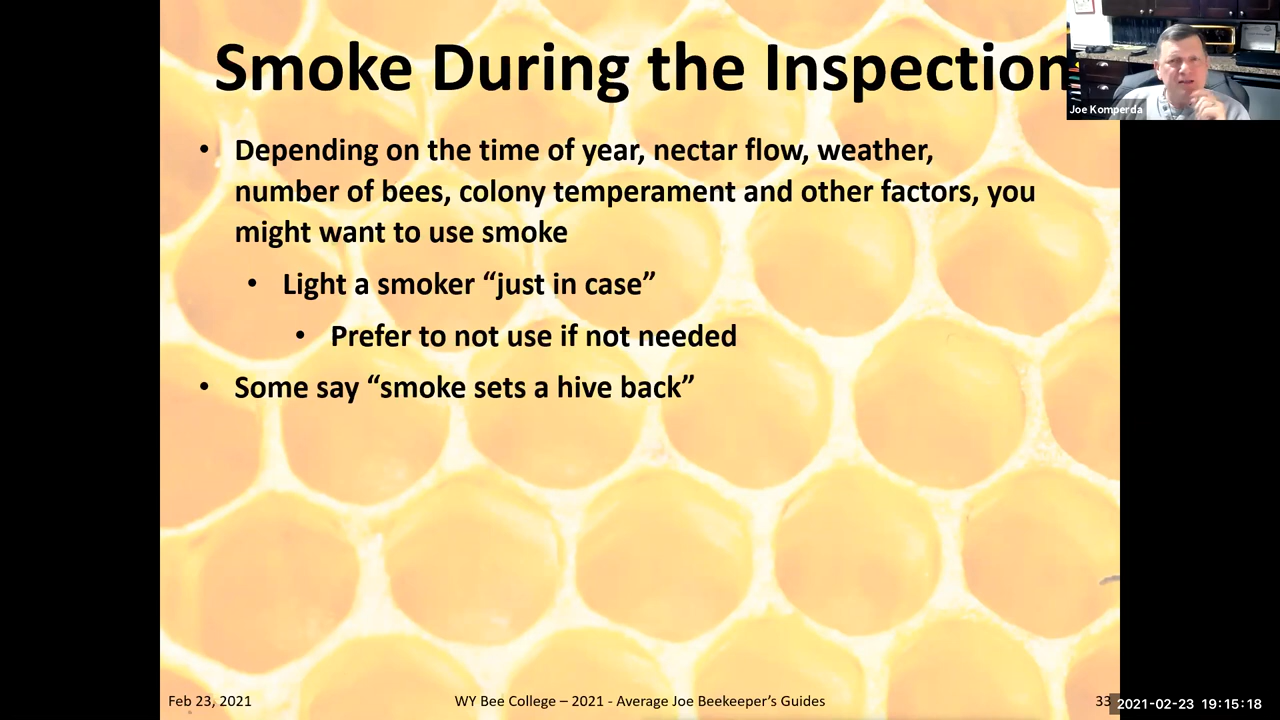 Smoke During the Inspection
Joe Komperda
• Depending on the time of year, nectar flow, weather,
number of bees, colony temperament and other factors, you
might want to use smoke
• Light a smoker “just in case”
• Prefer to not use if not needed
• Some say “smoke sets a hive back”
Feb 23, 2021
WY Bee College – 2021 - Average Joe Beekeeper’s Guides
33
2021-02-23 19:15:18